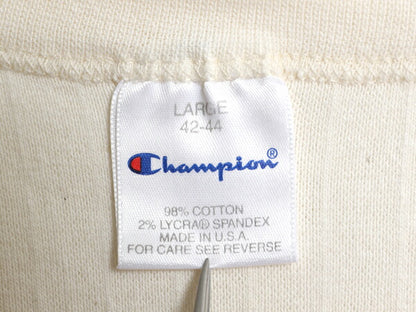 LARGE
42-44
Champion®
98% COTTON
2% LYCRA® SPANDEX
MADE IN U.S.A.
FOR CARE SEE REVERSE